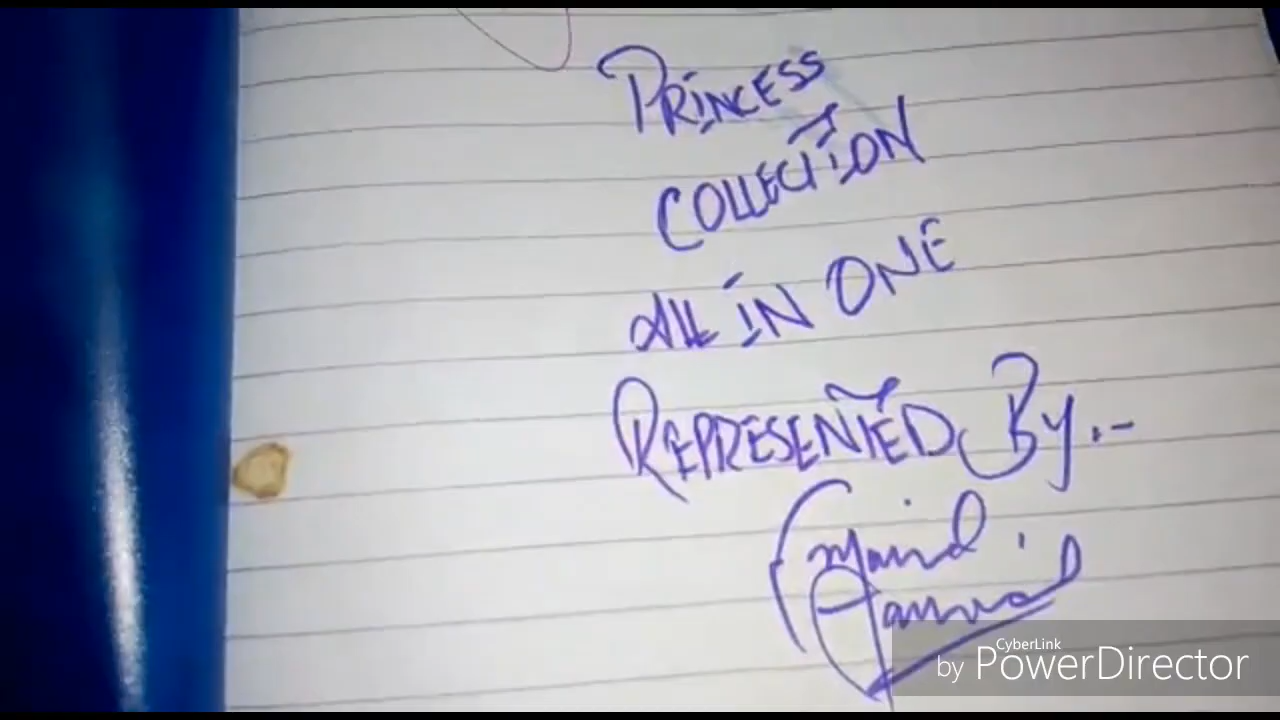 PRINCESS
COLLECTION
All IN ONE
REPRESENTED By.-
CyberLink
by PowerDirector